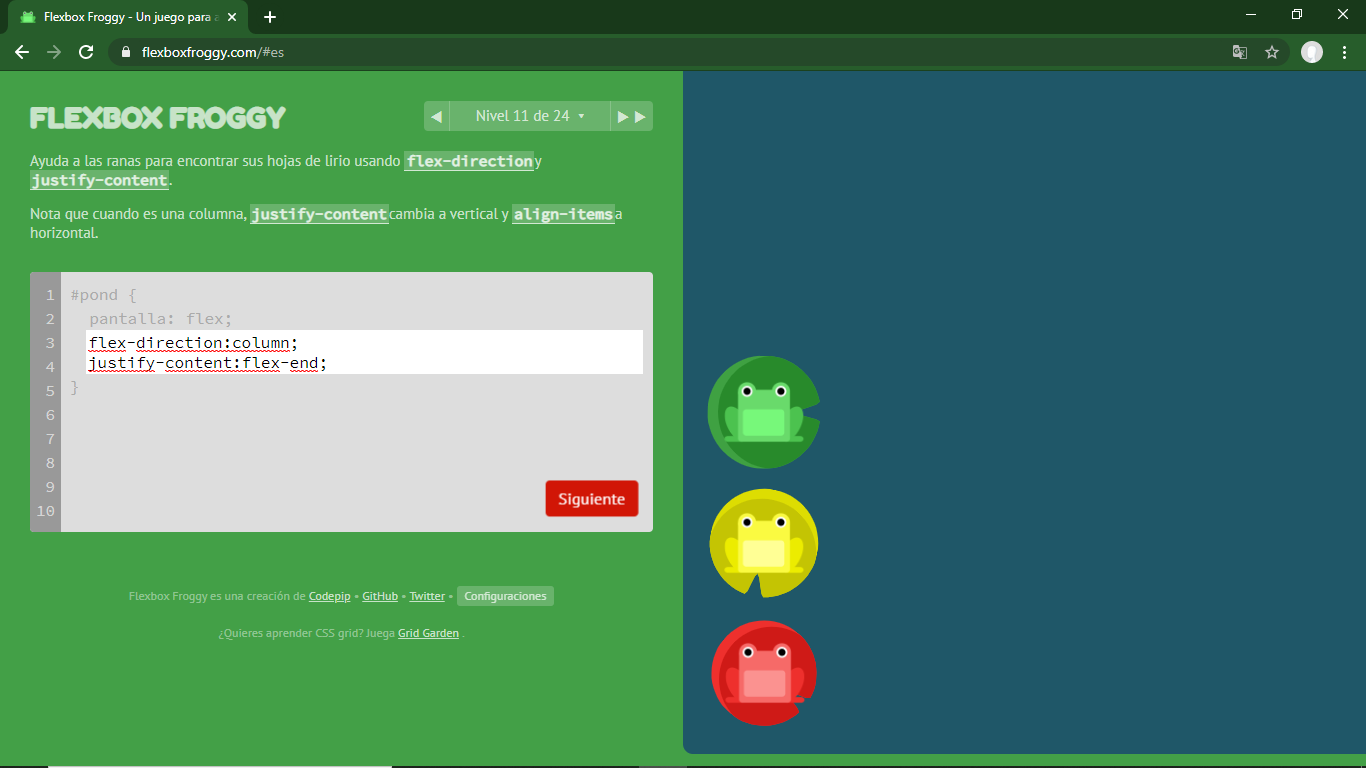 Flexbox Froggy - Un juego para a
flexboxfroggy.com/#es
FLEXBOX FROGGY
Nivel 11 de 24
Ayuda a las ranas para encontrar sus hojas de lirio usando flex-direction y
justify-content.
Nota que cuando es una columna, justify-content cambia a vertical y align-items a
horizontal.
1 #pond {
2 pantalla: flex;
3 flex-direction:column;
4 justify-content:flex-end;
5 }
6
7
8
9
10
Siguiente
Flexbox Froggy es una creación de Codepip • GitHub • Twitter • Configuraciones
¿Quieres aprender CSS grid? Juega Grid Garden .